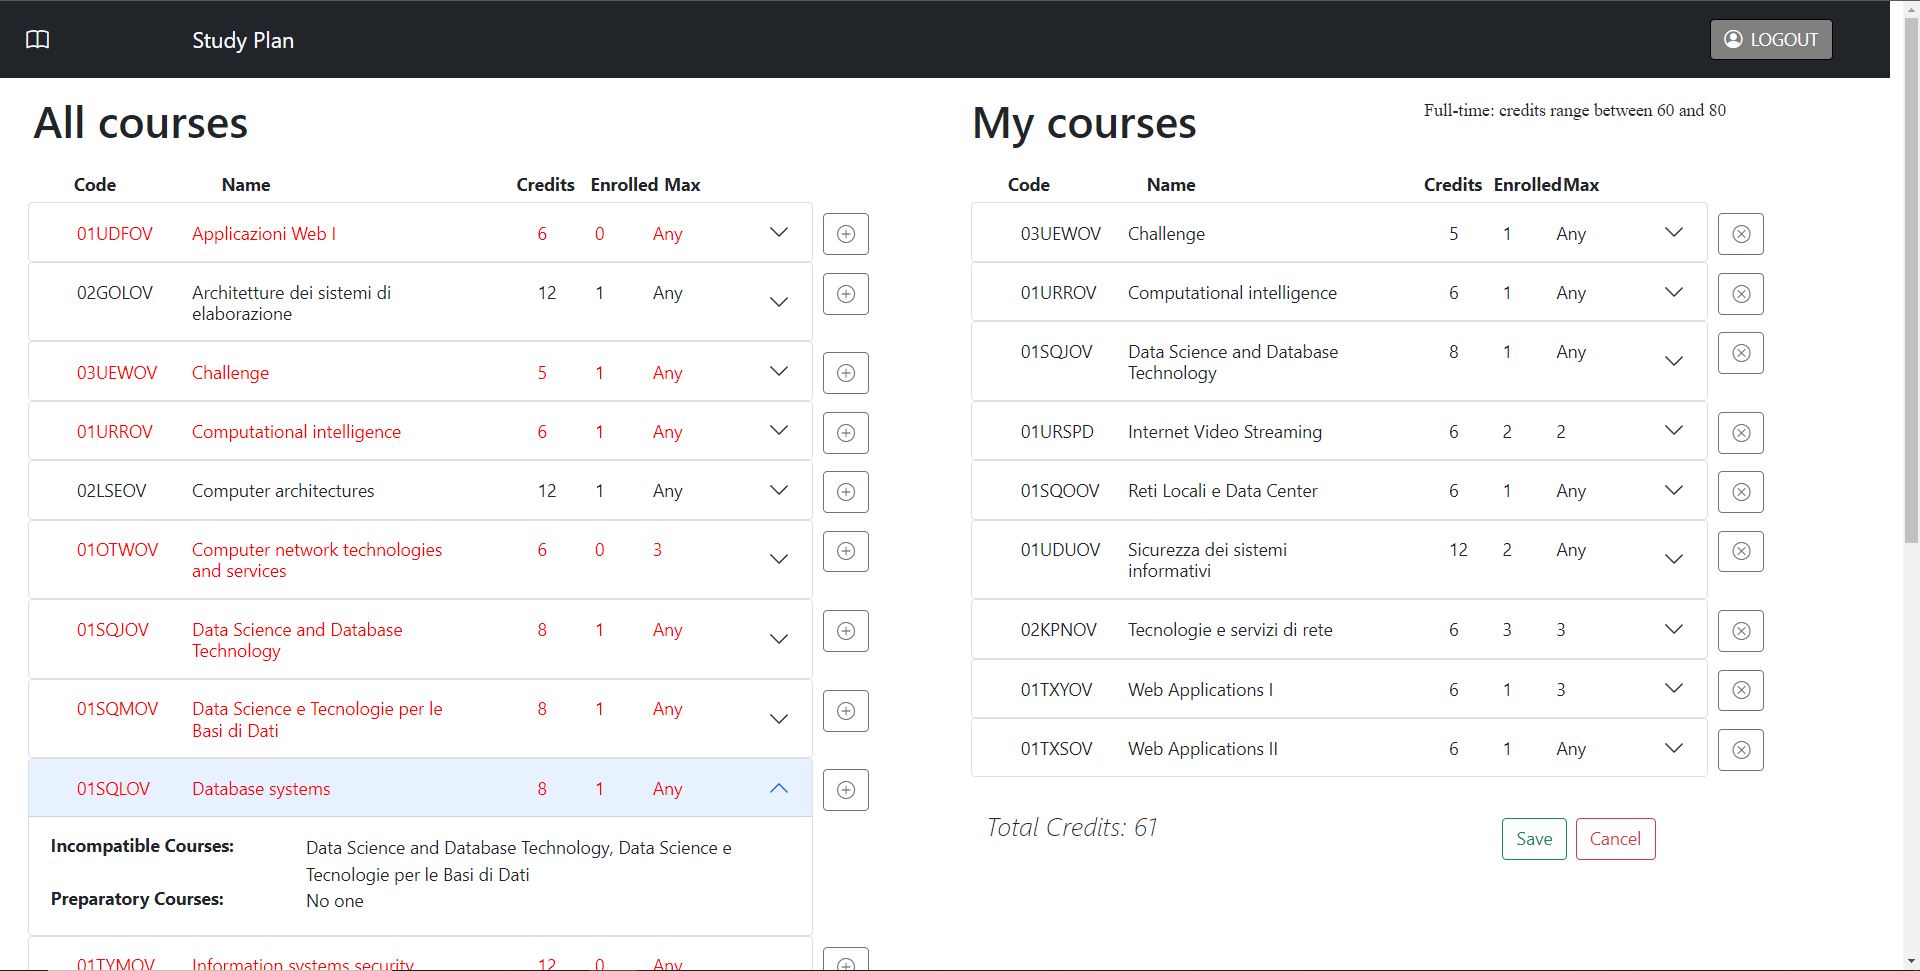 Study Plan
LOGOUT
All courses
Code Name Credits Enrolled Max
01UDFOV Applicazioni Web I 6 0 Any
02GOLOV Architetture dei sistemi di 12 1 Any
elaborazione
03UEWOV Challenge 5 1 Any
01URROV Computational intelligence 6 1 Any
02LSEOV Computer architectures 12 1 Any
01OTWOV Computer network technologies 6 0 3
and services
01SQJOV Data Science and Database 8 1 Any
Technology
01SQMOV Data Science e Tecnologie per le 8 1 Any
Basi di Dati
01SQLOV Database systems 8 1 Any
Incompatible Courses: Data Science and Database Technology, Data Science e
Tecnologie per le Basi di Dati
Preparatory Courses: No one
01TYMOV Information systems security 12 0 Any
My courses
Full-time: credits range between 60 and 80
Code Name Credits Enrolled Max
03UEWOV Challenge 5 1 Any
01URROV Computational intelligence 6 1 Any
01SQJOV Data Science and Database 8 1 Any
Technology
01URSPD Internet Video Streaming 6 2 2
01SQOOV Reti Locali e Data Center 6 1 Any
01UDUOV Sicurezza dei sistemi 12 2 Any
informativi
02KPNOV Tecnologie e servizi di rete 6 3 3
01TXYOV Web Applications I 6 1 3
01TXSOV Web Applications II 6 1 Any
Total Credits: 61
Save
Cancel